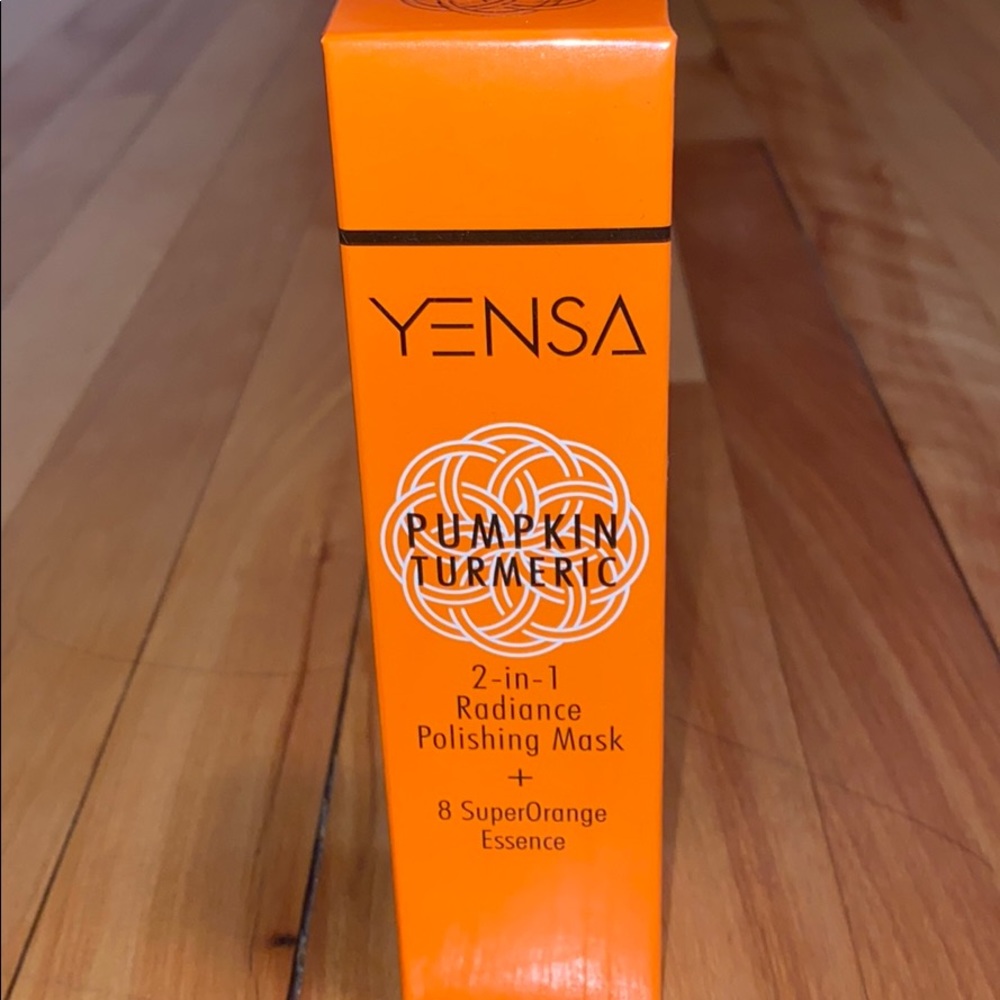 YENSA
PUMPKIN
TURMERIC
2-in-1
Radiance
Polishing Mask
+
8 SuperOrange
Essence